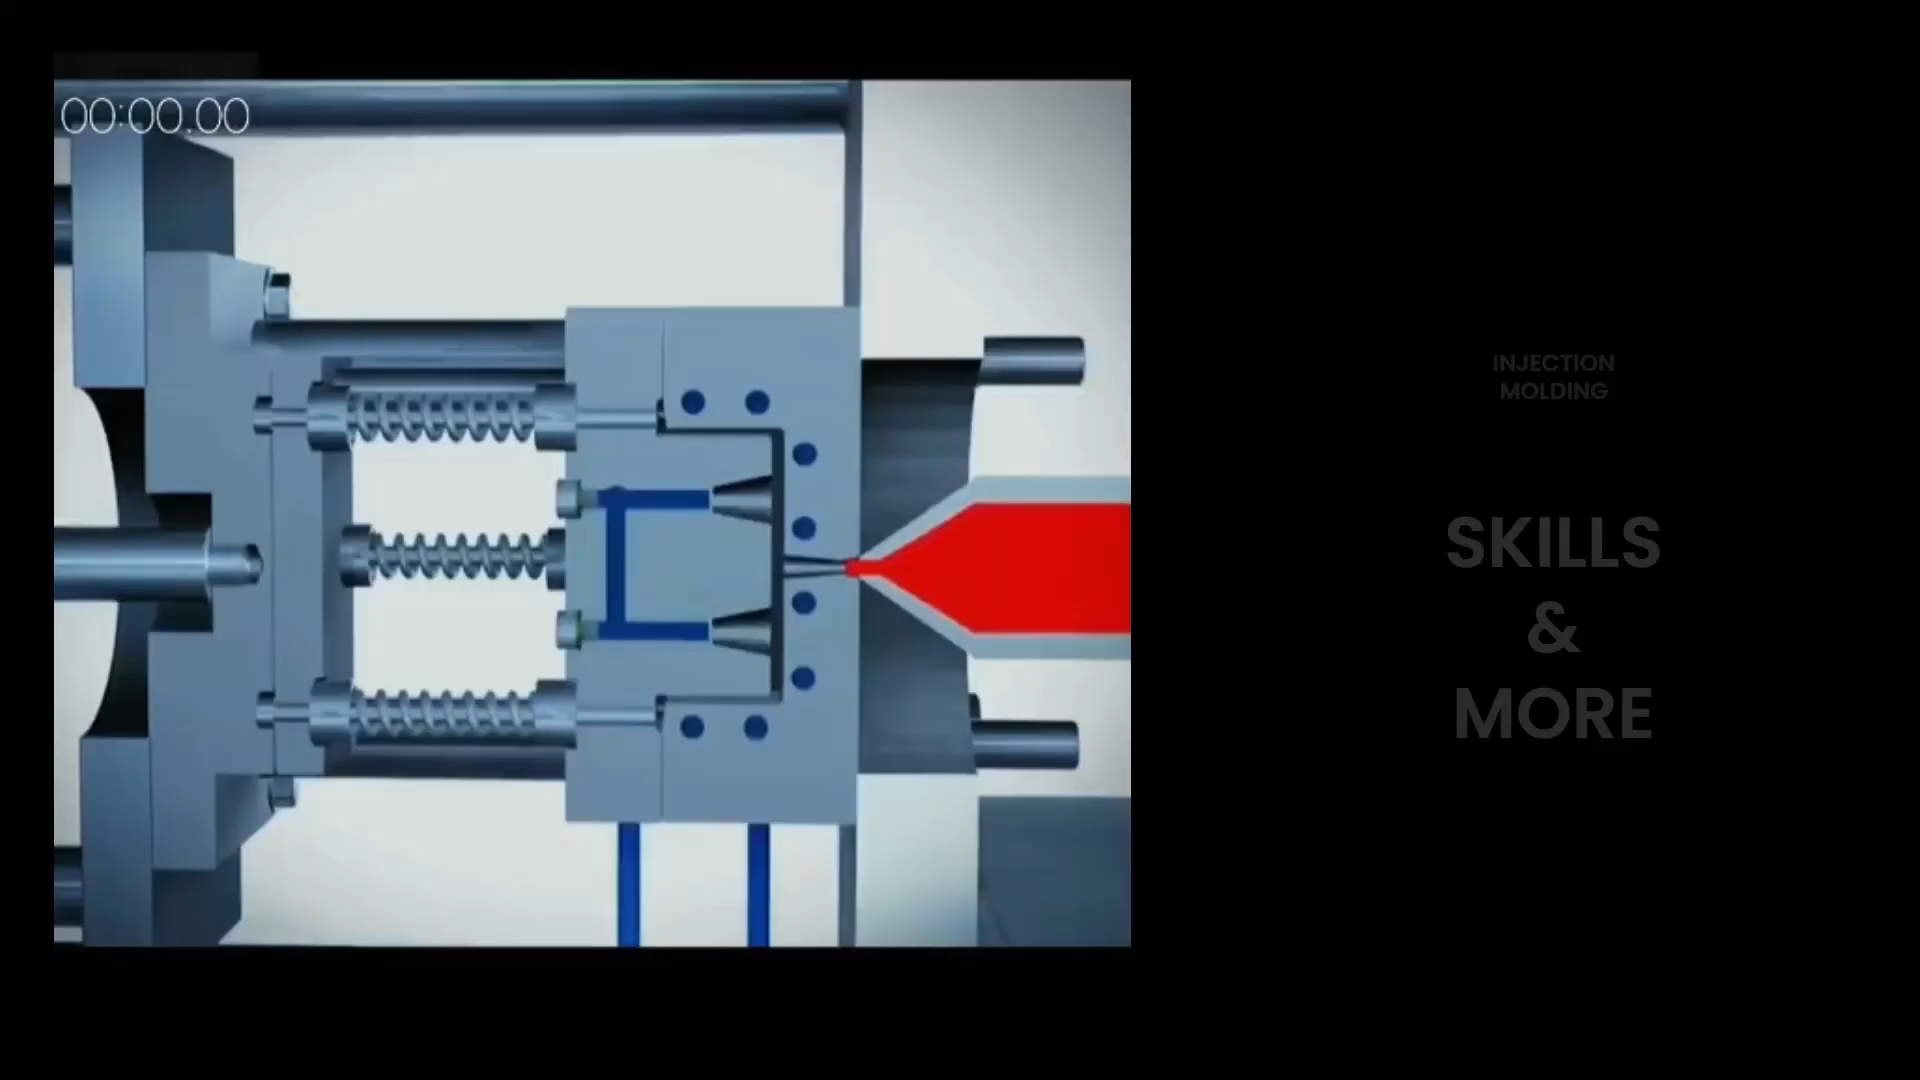 00:00.00
INJECTION
MOLDING
SKILLS
&
MORE